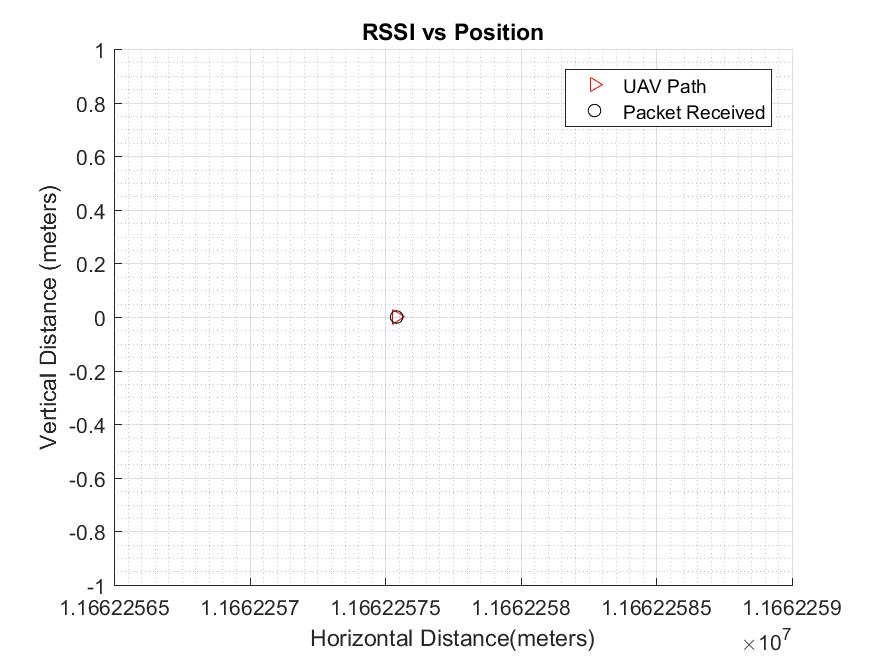 RSSI vs Position
UAV Path
Packet Received
Vertical Distance (meters)
1
0.8
0.6
0.4
0.2
0
-0.2
-0.4
-0.6
-0.8
-1
1.16622565 1.1662257 1.16622575 1.1662258 1.16622585 1.1662259
Horizontal Distance(meters)
×10⁷